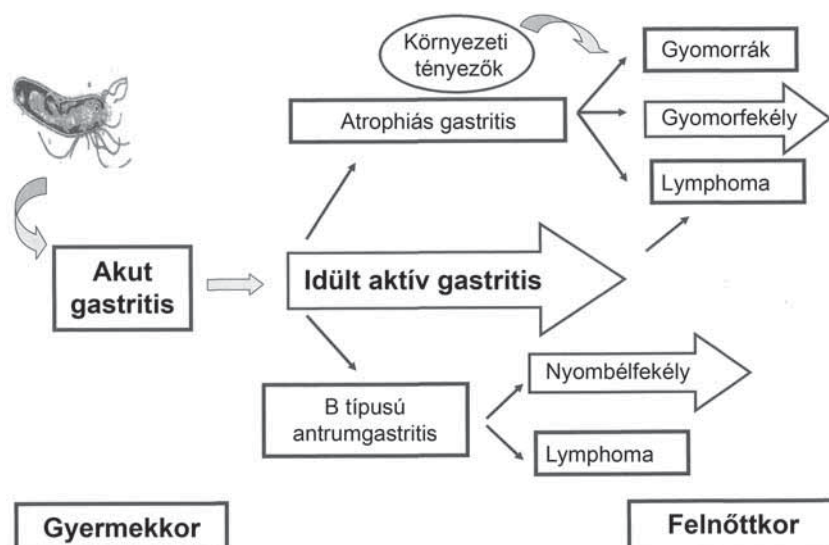 Környezeti
tényezők
Gyomorrák
Atrophiás gastritis
Gyomorfekély
Lymphoma
Akut
gastritis
Idült aktív gastritis
Nyombélfekély
B típusú
antrumgastritis
Lymphoma
Gyermekkor
Felnőttkor